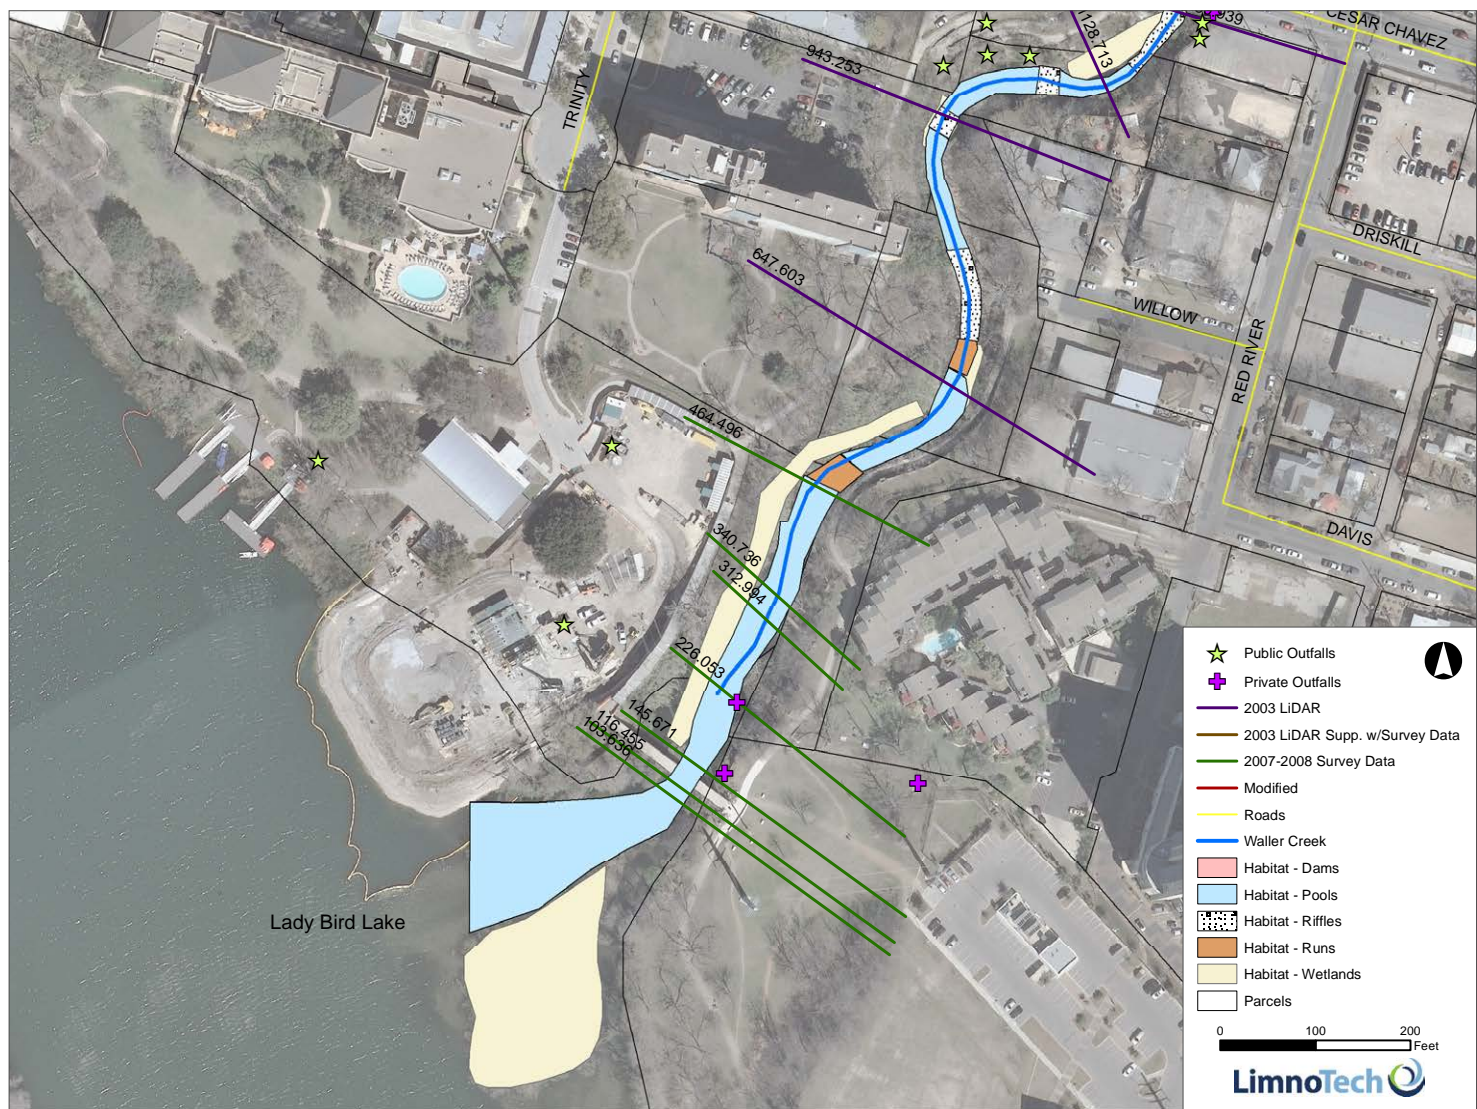 CESAR CHAVEZ
1128.713
943.253
TRINITY
DRISKILL
647.603
WILLOW
RED RIVER
464.496
DAVIS
340.736
312.994
226.053
145.671
116.455
103.636
Lady Bird Lake
Public Outfalls
Private Outfalls
2003 LiDAR
2003 LiDAR Supp. w/Survey Data
2007-2008 Survey Data
Modified
Roads
Waller Creek
Habitat - Dams
Habitat - Pools
Habitat - Riffles
Habitat - Runs
Habitat - Wetlands
Parcels
0 100 200
Feet
LimnoTech